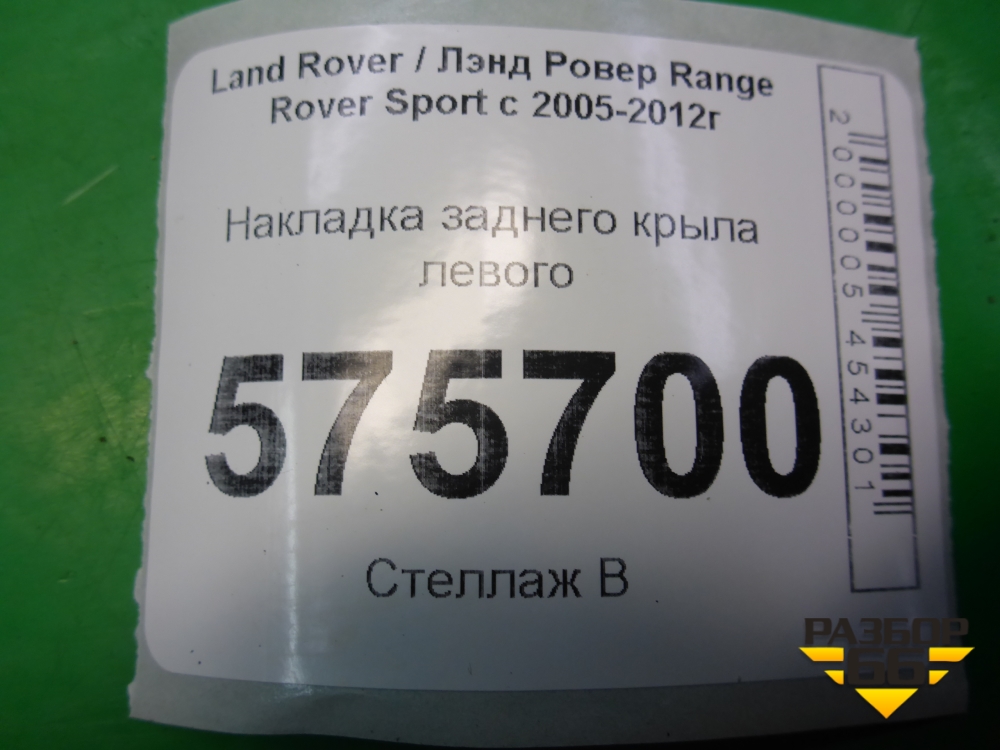 Land Rover / Лэнд Ровер Range
Rover Sport с 2005-2012г
Накладка заднего крыла
левого
575700
Стеллаж В
2000005454301
РАЗБОР
66